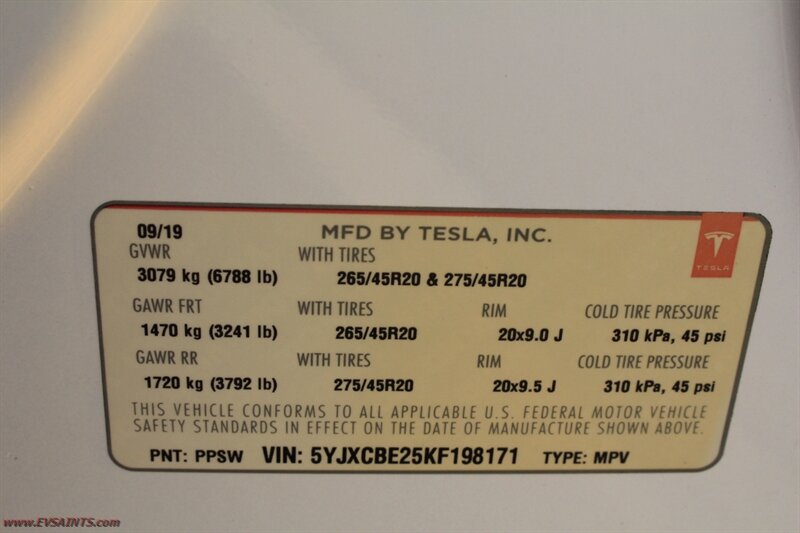 09/19 MFD BY TESLA, INC.
TESLA
GVWR WITH TIRES
3079 kg (6788 lb) 265/45R20 & 275/45R20
GAWR FRT WITH TIRES RIM COLD TIRE PRESSURE
1470 kg (3241 lb) 265/45R20 20x9.0 J 310 kPa, 45 psi
GAWR RR WITH TIRES RIM COLD TIRE PRESSURE
1720 kg (3792 lb) 275/45R20 20x9.5 J 310 kPa, 45 psi
THIS VEHICLE CONFORMS TO ALL APPLICABLE U.S. FEDERAL MOTOR VEHICLE
SAFETY STANDARDS IN EFFECT ON THE DATE OF MANUFACTURE SHOWN ABOVE.
PNT: PPSW VIN: 5YJXCBE25KF198171 TYPE: MPV
www.EVSAINTS.com